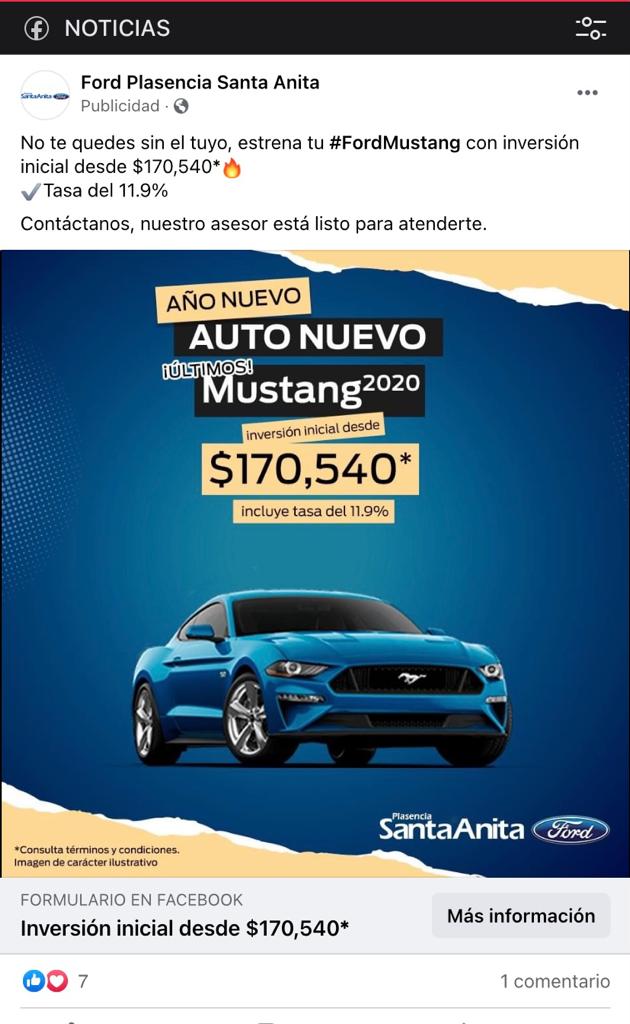 NOTICIAS
Ford Plasencia Santa Anita
Publicidad ·
No te quedes sin el tuyo, estrena tu #FordMustang con inversión
inicial desde $170,540*🔥
✔️Tasa del 11.9%
Contáctanos, nuestro asesor está listo para atenderte.
AÑO NUEVO
AUTO NUEVO
¡ÚLTIMOS!
Mustang2020
inversión inicial desde
$170,540*
incluye tasa del 11.9%
Plasencia
SantaAnita Ford
*Consulta términos y condiciones.
Imagen de carácter ilustrativo
FORMULARIO EN FACEBOOK
Inversión inicial desde $170,540*
Más información
7
1 comentario